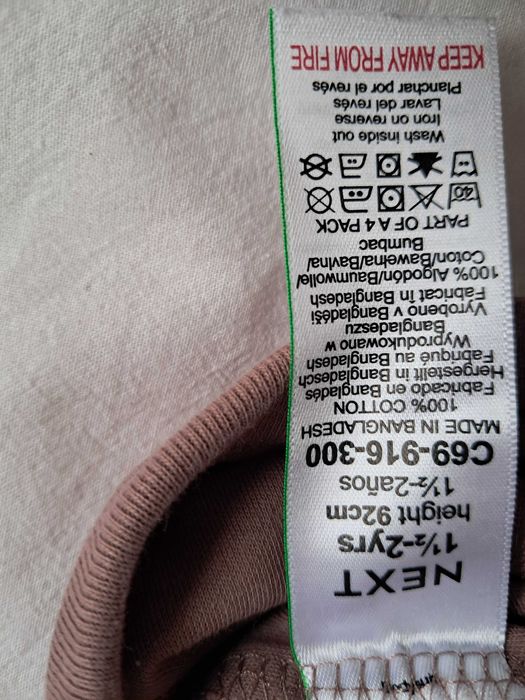 NEXT
1½-2yrs
height 92cm
1½-2años
C69-916-300
MADE IN BANGLADESH
100% COTTON
Fabricado en Bangladés
Hergestellt in Bangladesch
Fabriqué au Bangladesh
Wyprodukowano w
Bangladeszu
Vyrobeno v Bangladéši
Fabricat în Bangladesh
100% Algodón/Baumwolle/
Coton/Bawełna/Bavlna/
Bumbac
PART OF A 4 PACK
40
Wash inside out
Iron on reverse
Lavar del revés
Planchar por el revés
KEEP AWAY FROM FIRE